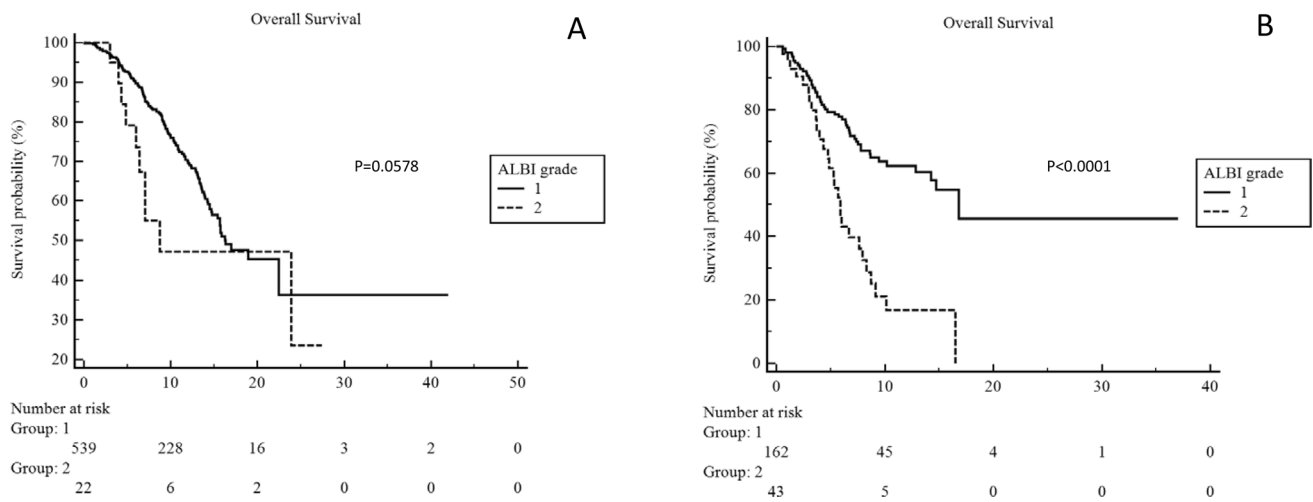 Overall Survival
A
Survival probability (%)
100
90
80
70
60
50
40
30
20
0 10 20 30 40 50
P=0.0578
ALBI grade
1
2
Number at risk
Group: 1
539 228 16 3 2 0
Group: 2
22 6 2 0 0 0
Overall Survival
B
Survival probability (%)
100
80
60
40
20
0
0 10 20 30 40
P<0.0001
ALBI grade
1
2
Number at risk
Group: 1
162 45 4 1 0
Group: 2
43 5 0 0 0